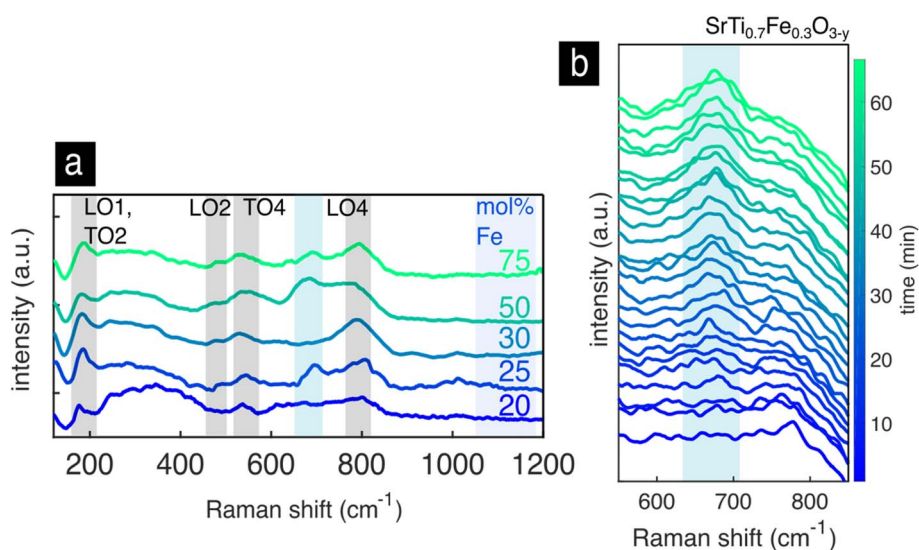 a
LO1,
TO2
LO2
TO4
LO4
mol%
Fe
75
50
30
25
20
intensity (a.u.)
200 400 600 800 1000 1200
Raman shift (cm⁻¹)
b
SrTi₀.₇Fe₀.₃O₃₋y
intensity (a.u.)
600 700 800
Raman shift (cm⁻¹)
60
50
40
30
20
10
time (min)